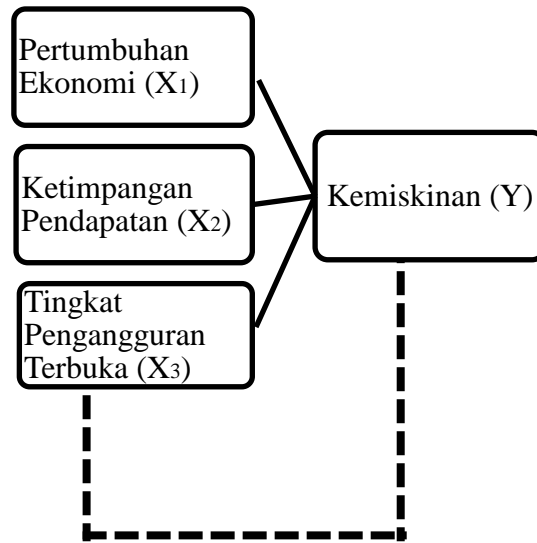 Pertumbuhan
Ekonomi (X1)
Ketimpangan
Pendapatan (X2)
Kemiskinan (Y)
Tingkat
Pengangguran
Terbuka (X3)